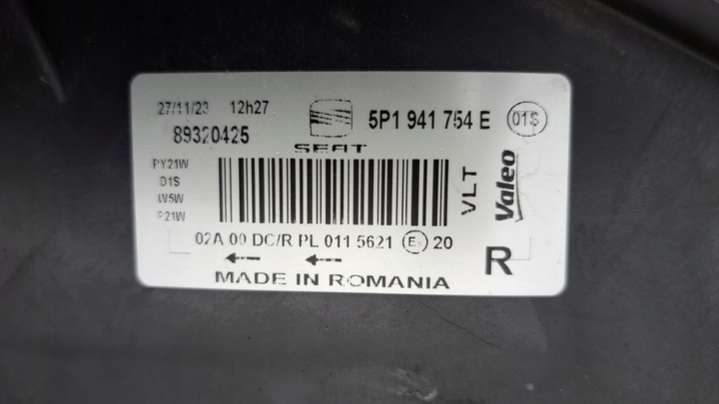 27/11/23 12h27
89320425
SEAT
5P1 941 754 E
01S
PY21W
D1S
W5W
P21W
VLT
Valeo
02A 00 DC/R PL 011 5621 E 20
R
MADE IN ROMANIA